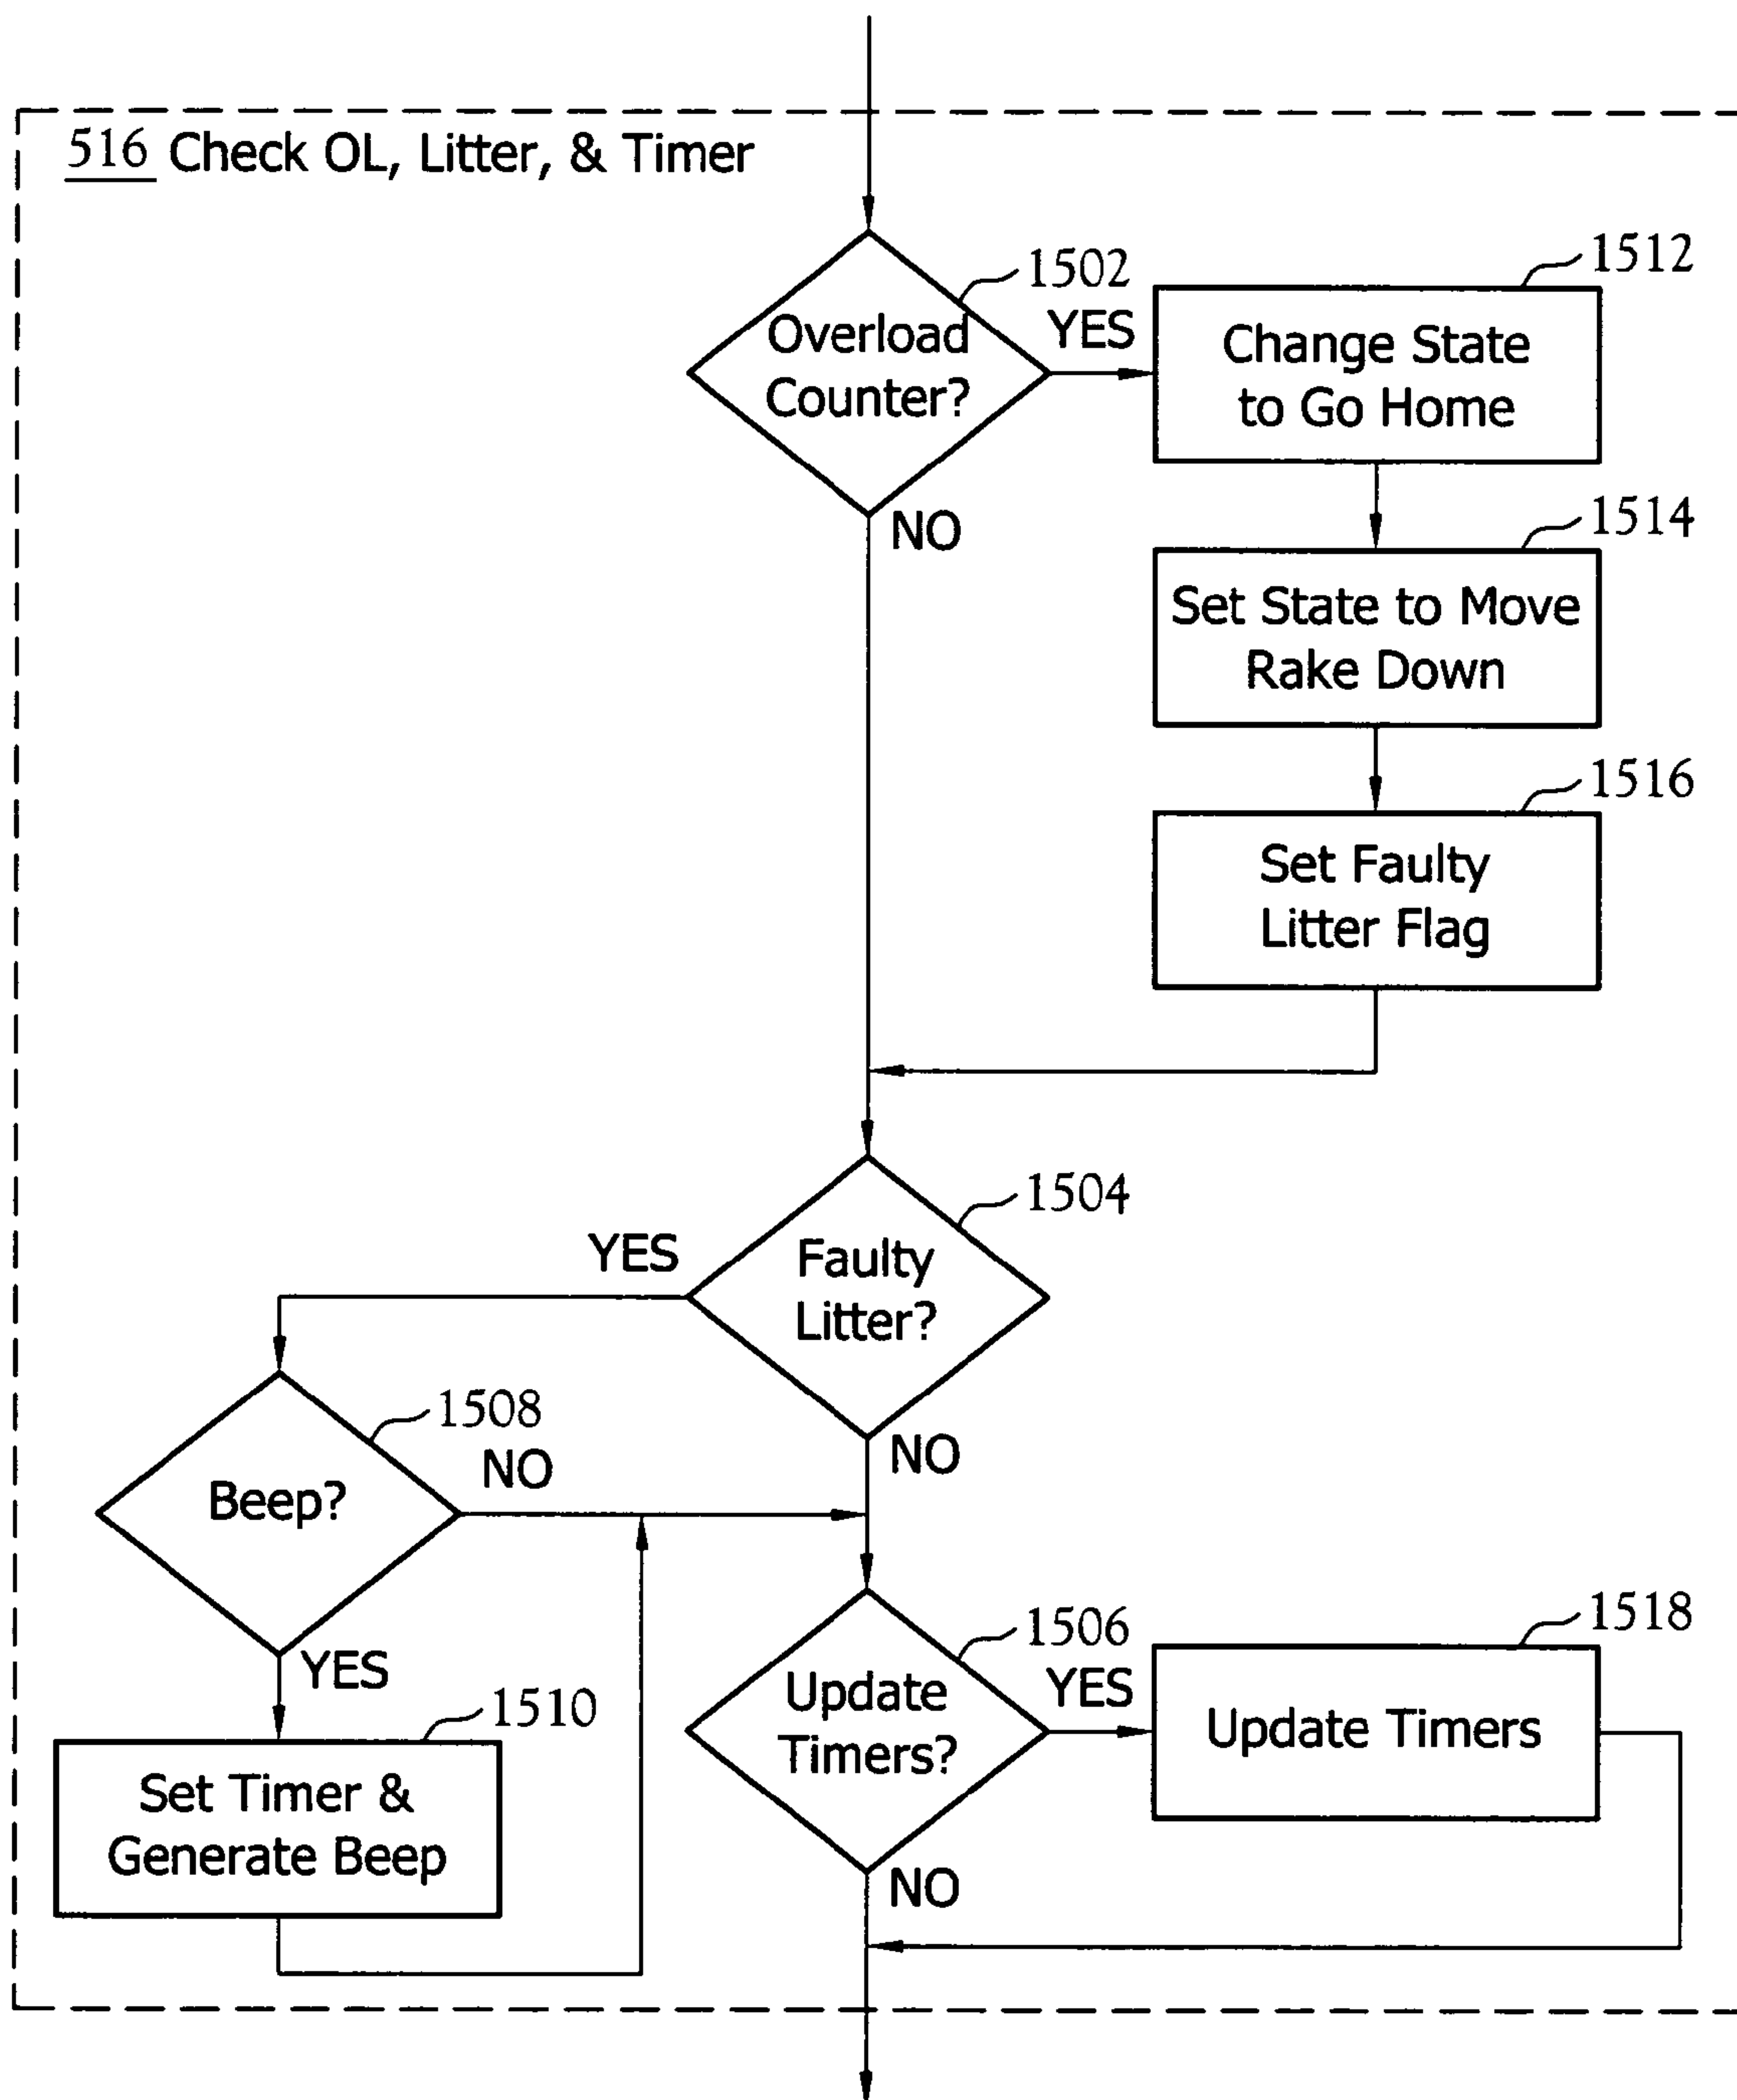 516 Check OL, Litter, & Timer
1502
Overload
Counter?
YES
NO
1512
Change State
to Go Home
1514
Set State to Move
Rake Down
1516
Set Faulty
Litter Flag
1504
Faulty
Litter?
YES
NO
1508
Beep?
NO
YES
1510
Set Timer &
Generate Beep
1506
Update
Timers?
YES
NO
1518
Update Timers